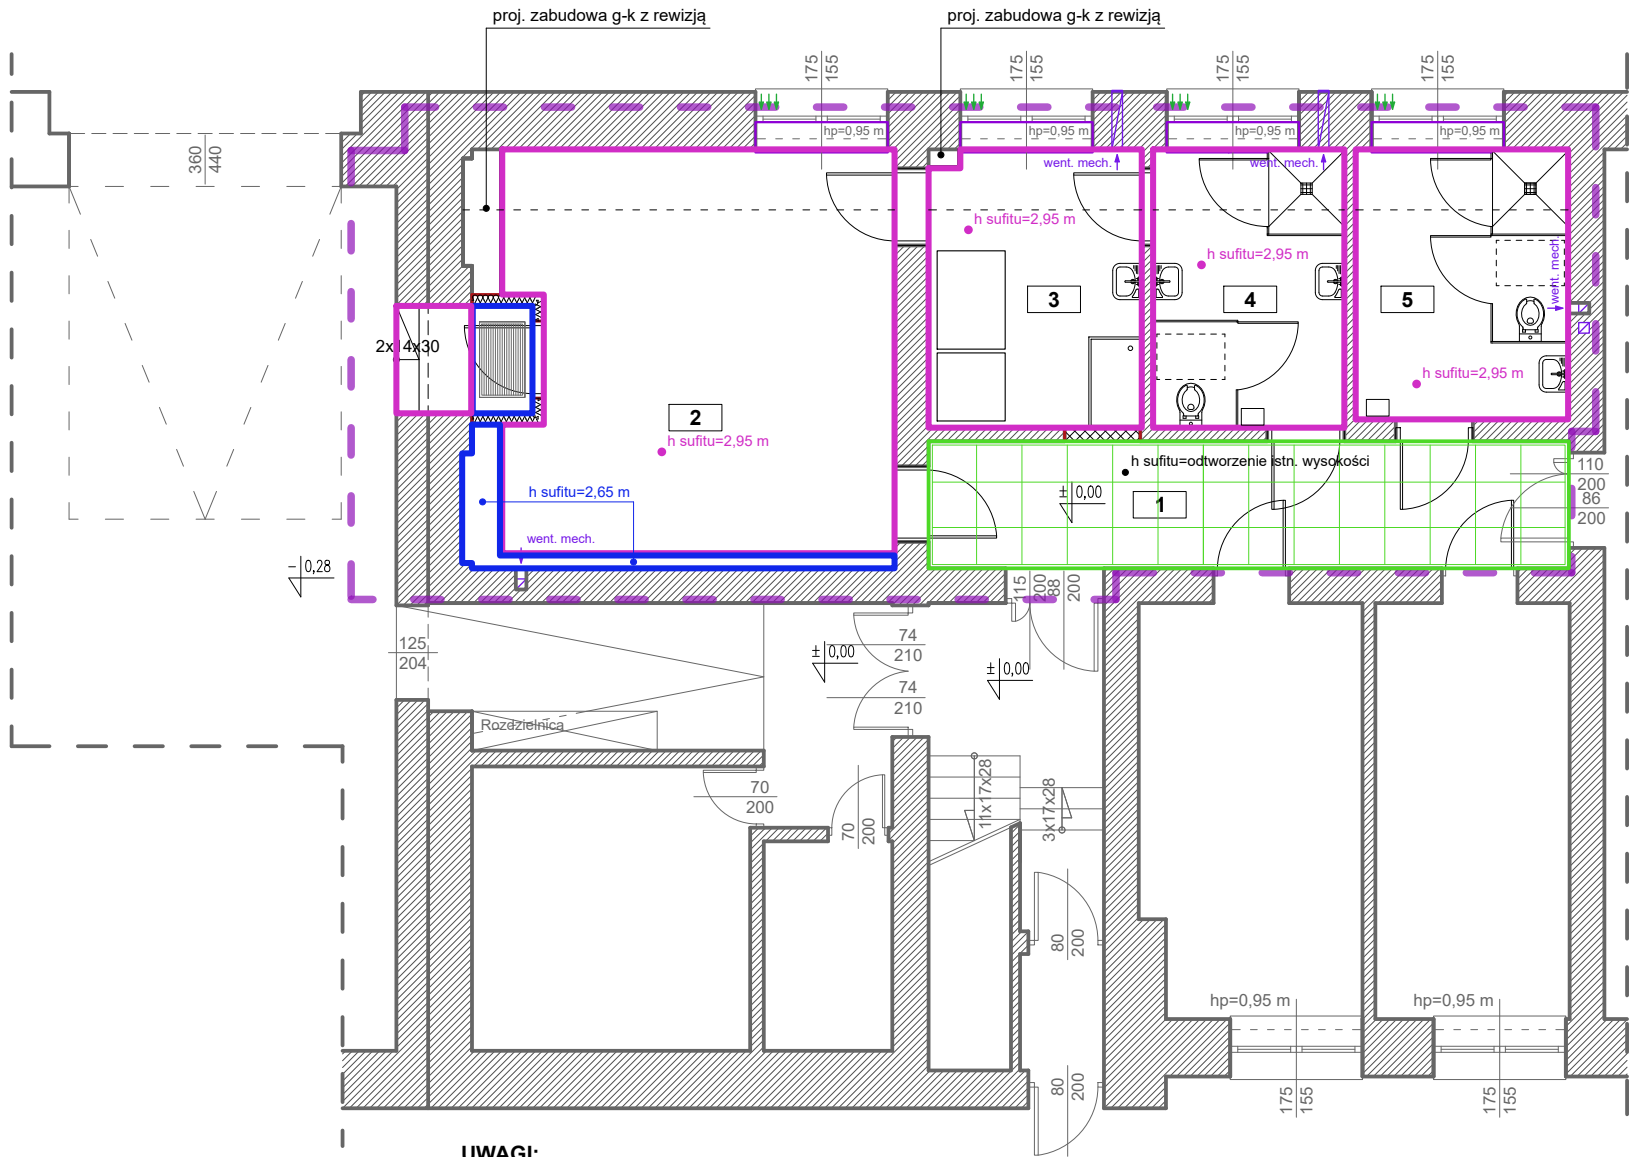 proj. zabudowa g-k z rewizją
proj. zabudowa g-k z rewizją
175
155
175
155
175
155
175
155
hp=0,95 m
hp=0,95 m
hp=0,95 m
hp=0,95 m
360
440
went. mech.
went. mech.
h sufitu=2,95 m
h sufitu=2,95 m
went. mech.
3
4
5
2x14x30
h sufitu=2,95 m
2
h sufitu=2,95 m
h sufitu=odtworzenie istn. wysokości
110
200
86
200
h sufitu=2,65 m
± 0,00
1
went. mech.
- 0,28
115
200
88
200
125
204
74
210
± 0,00
± 0,00
74
210
Rozdzielnica
70
200
70
200
11x17x28
3x17x28
80
200
hp=0,95 m
hp=0,95 m
80
200
175
155
175
155
UWAGI: